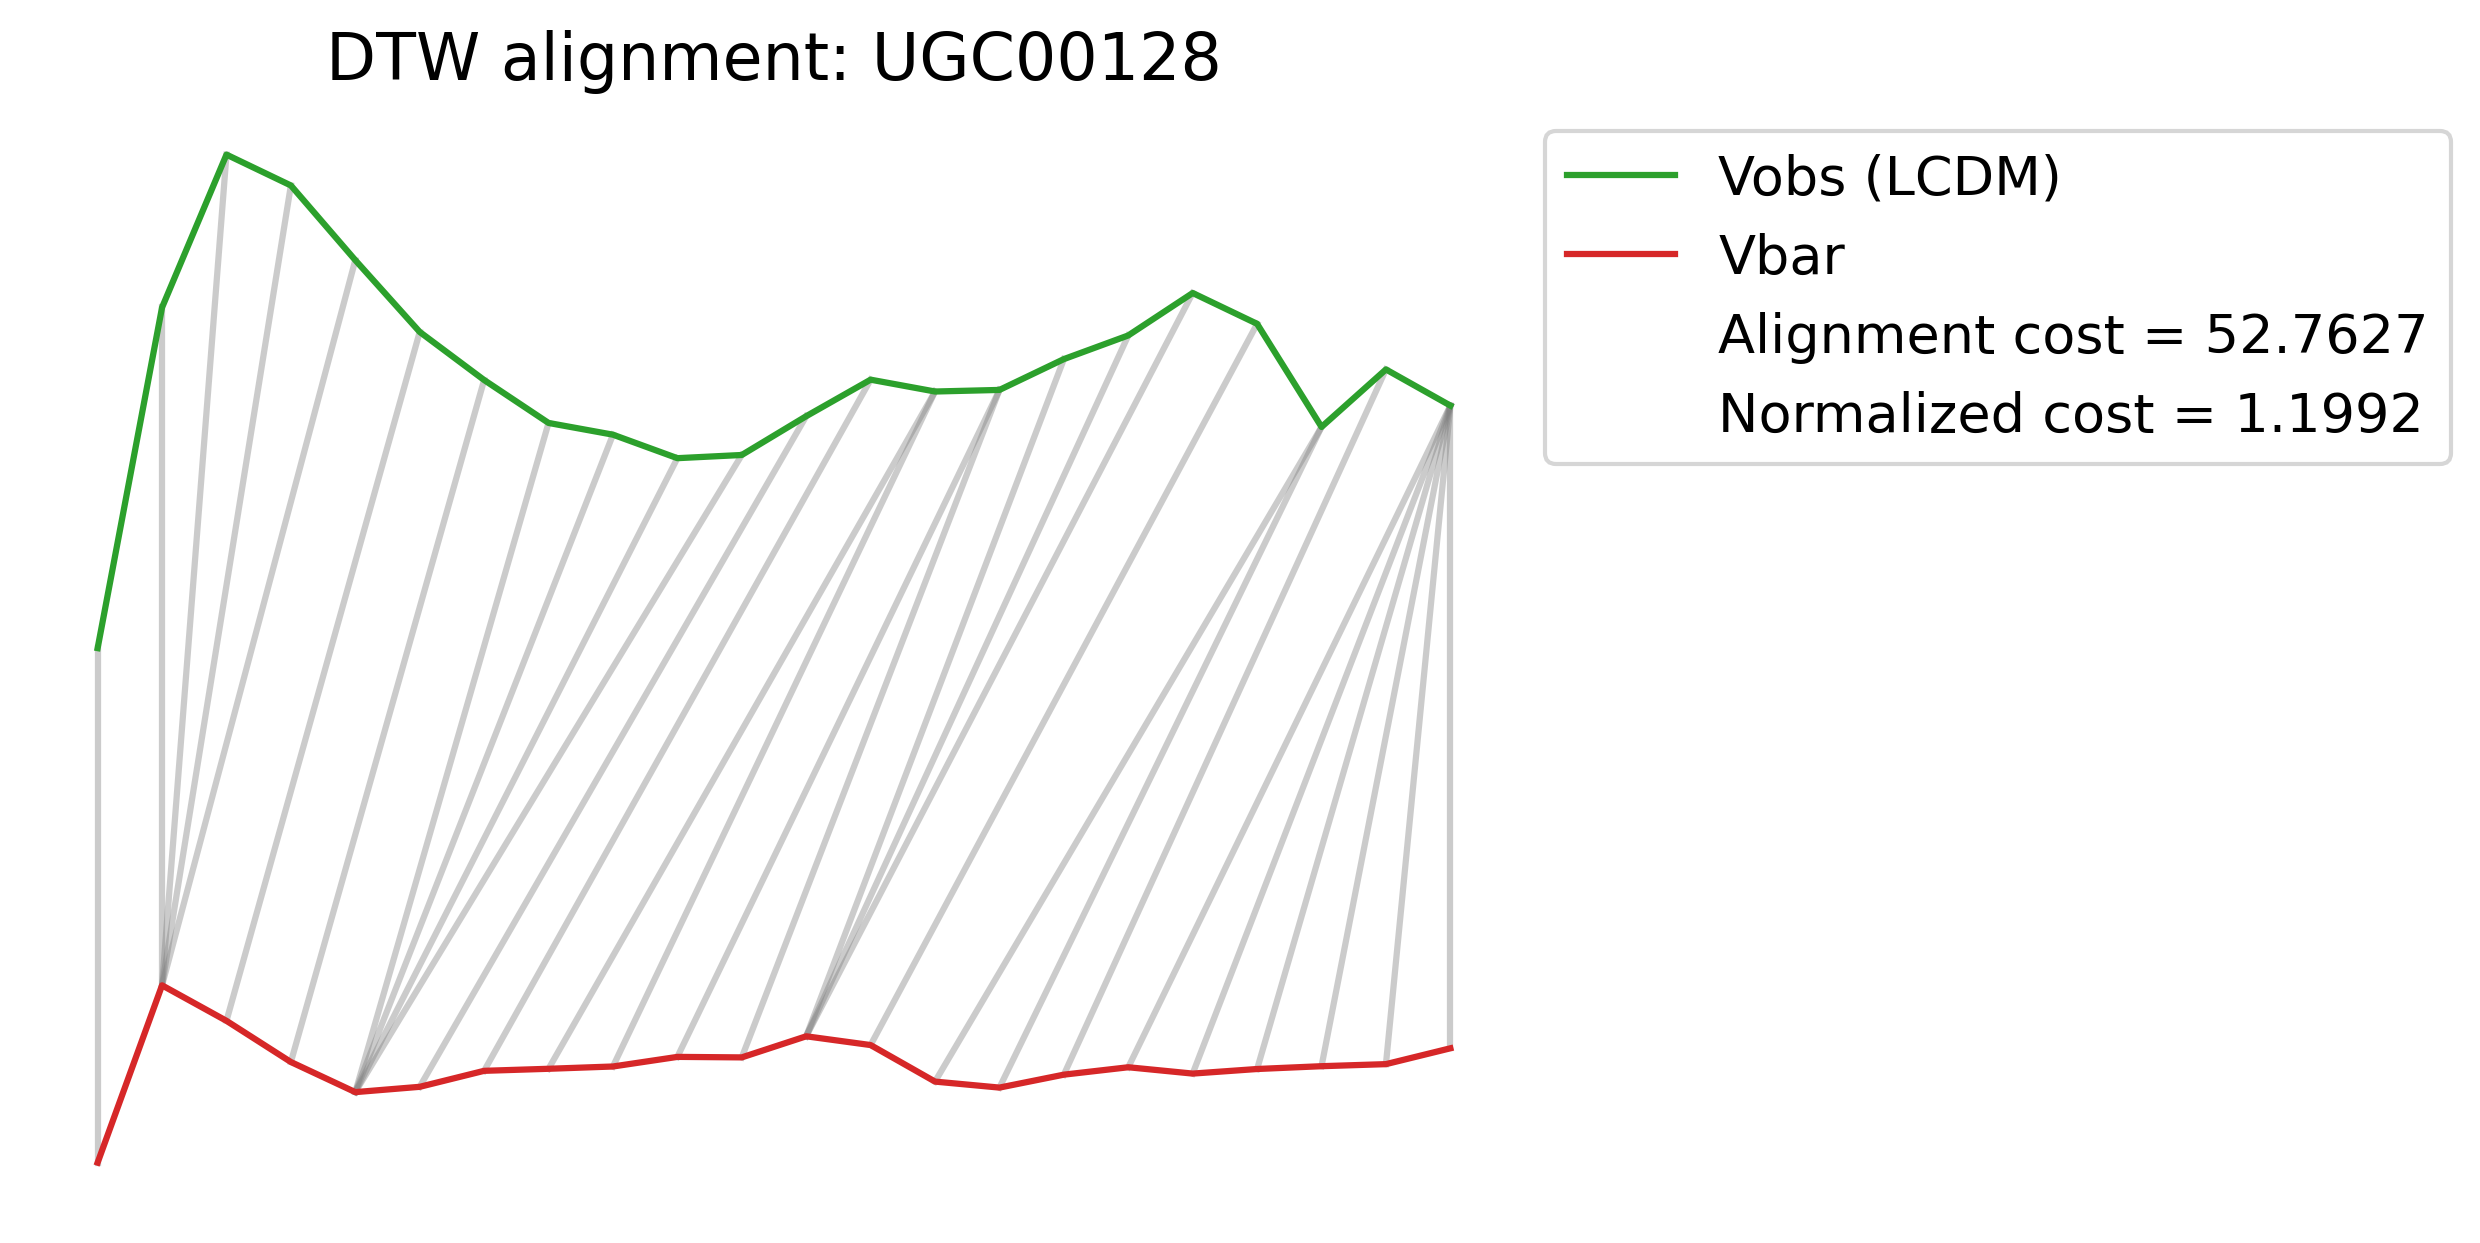 DTW alignment: UGC00128
Vobs (LCDM)
Vbar
Alignment cost = 52.7627
Normalized cost = 1.1992